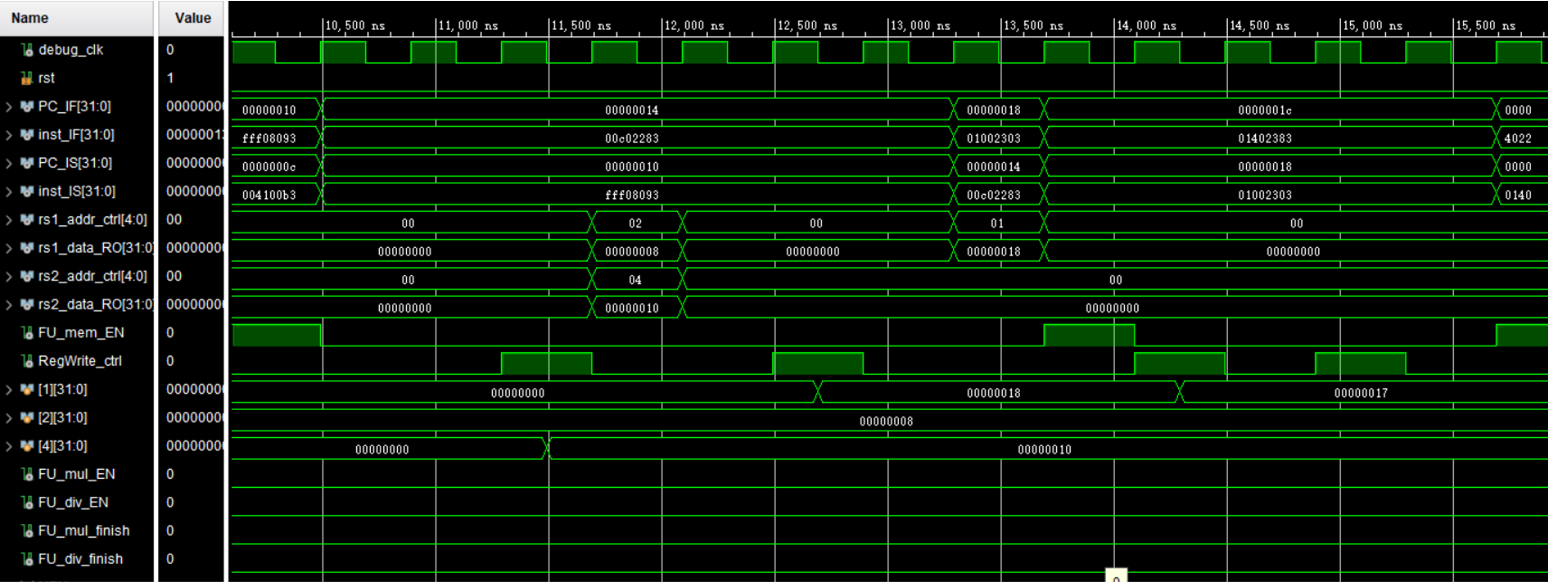 Name Value 10,500 ns 11,000 ns 11,500 ns 12,000 ns 12,500 ns 13,000 ns 13,500 ns 14,000 ns 14,500 ns 15,000 ns 15,500 ns
debug_clk 0
rst 1
PC_IF[31:0] 00000000 00000010 00000014 00000018 0000001c 0000
inst_IF[31:0] 0000001 fff08093 00c02283 01002303 01402383 4022
PC_IS[31:0] 00000000 0000000c 00000010 00000014 00000018 0000
inst_IS[31:0] 00000000 004100b3 fff08093 00c02283 01002303 0140
rs1_addr_ctrl[4:0] 00 00 02 00 01 00
rs1_data_RO[31:0 00000000 00000000 00000008 00000000 00000018 00000000
rs2_addr_ctrl[4:0] 00 00 04 00
rs2_data_RO[31:0 00000000 00000000 00000010 00000000
FU_mem_EN 0
RegWrite_ctrl 0
[1][31:0] 00000000 00000000 00000018 00000017
[2][31:0] 00000000 00000008
[4][31:0] 00000000 00000000 00000010
FU_mul_EN 0
FU_div_EN 0
FU_mul_finish 0
FU_div_finish 0